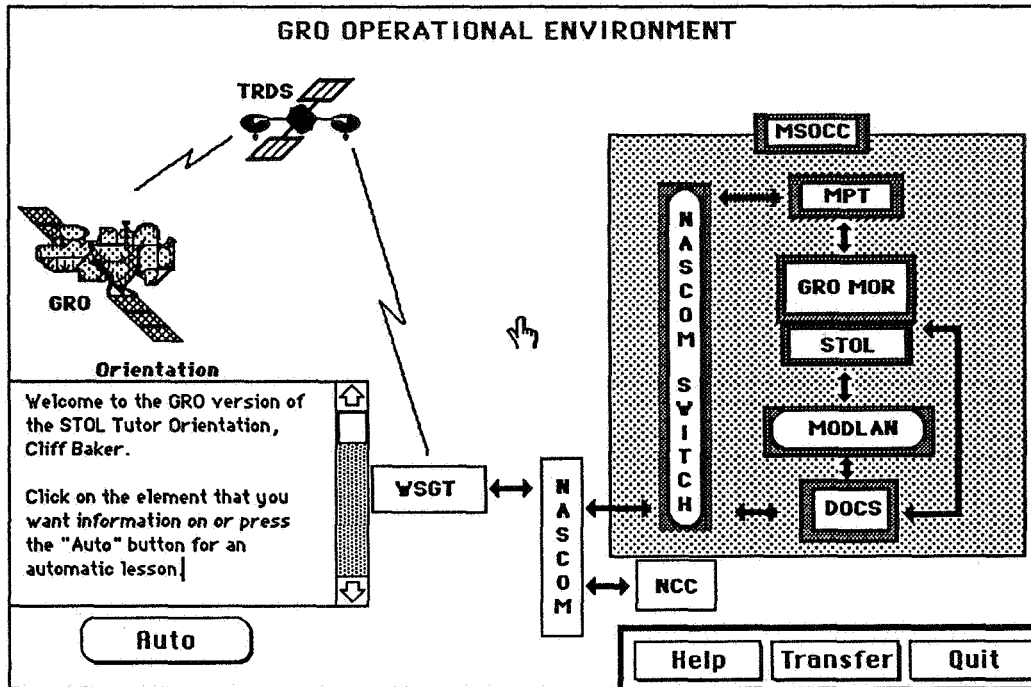 GRO OPERATIONAL ENVIRONMENT
TRDS
GRO
MSOCC
MPT
NASCOM SWITCH
GRO MOR
STOL
MODLAN
DOCS
Orientation
Welcome to the GRO version of
the STOL Tutor Orientation,
Cliff Baker.
Click on the element that you
want information on or press
the "Auto" button for an
automatic lesson.
WSGT
NASCOM
NCC
Auto
Help
Transfer
Quit